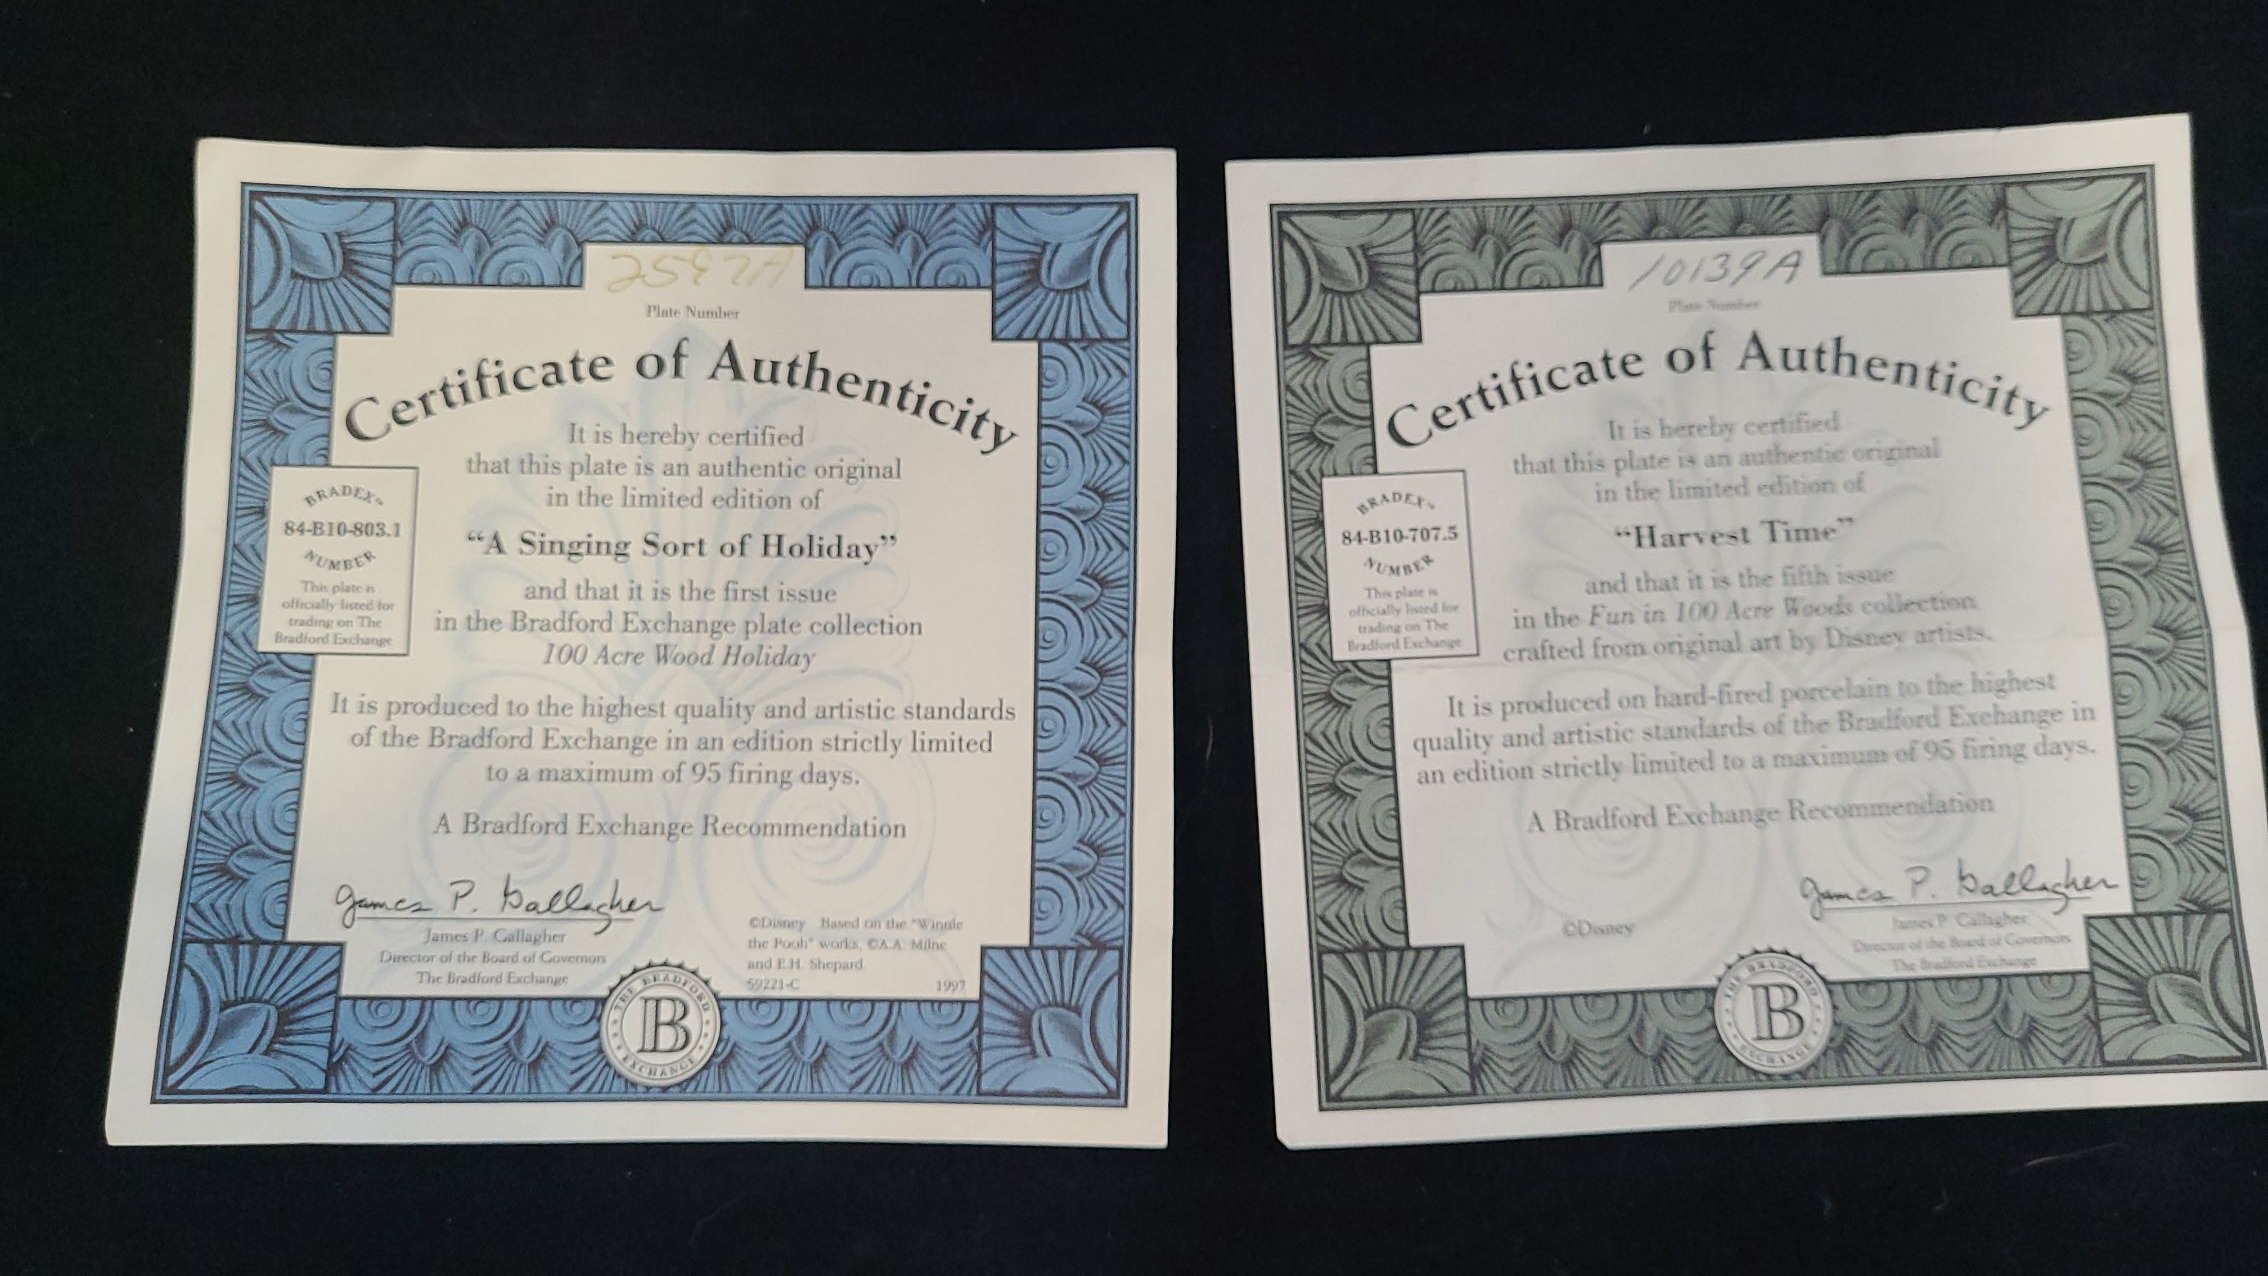 Plate Number
Certificate of Authenticity
It is hereby certified
that this plate is an authentic original
in the limited edition of
“A Singing Sort of Holiday”
and that it is the first issue
in the Bradford Exchange plate collection
100 Acre Wood Holiday
BRADEX™
84-B10-803.1
NUMBER
This plate is
officially listed for
trading on The
Bradford Exchange
It is produced to the highest quality and artistic standards
of the Bradford Exchange in an edition strictly limited
to a maximum of 95 firing days.
A Bradford Exchange Recommendation
James P. Gallagher
James P. Gallagher
Director of the Board of Governors
The Bradford Exchange
©Disney Based on the "Winnie
the Pooh" works, ©A.A. Milne
and E.H. Shepard
59221-C 1997
THE BRADFORD
B
EXCHANGE
10139A
Plate Number
Certificate of Authenticity
It is hereby certified
that this plate is an authentic original
in the limited edition of
“Harvest Time”
and that it is the fifth issue
in the Fun in 100 Acre Woods collection
crafted from original art by Disney artists.
BRADEX™
84-B10-707.5
NUMBER
This plate is
officially listed for
trading on The
Bradford Exchange
It is produced on hard-fired porcelain to the highest
quality and artistic standards of the Bradford Exchange in
an edition strictly limited to a maximum of 95 firing days.
A Bradford Exchange Recommendation
James P. Gallagher
©Disney
James P. Gallagher
Director of the Board of Governors
The Bradford Exchange
THE BRADFORD
B
EXCHANGE